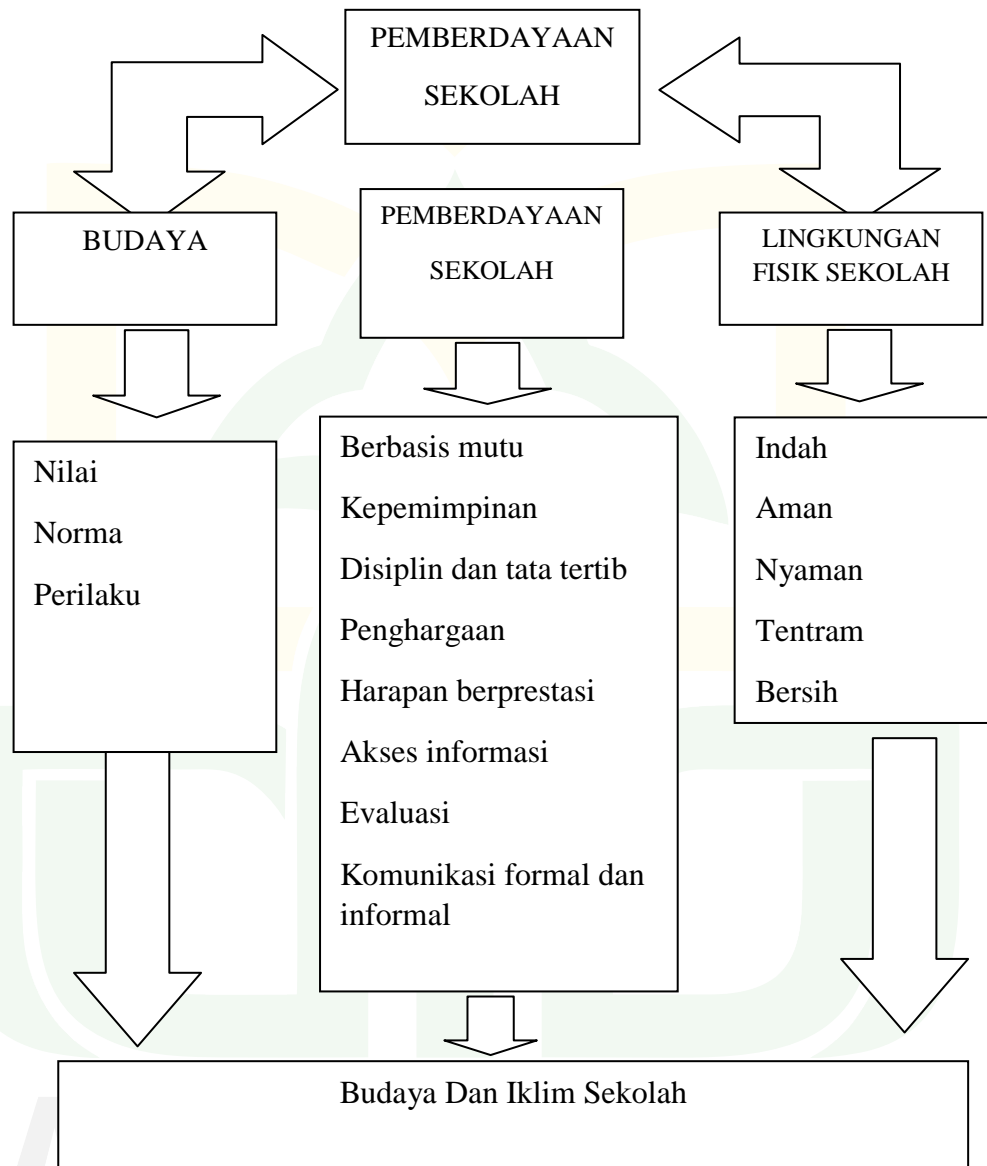 PEMBERDAYAAN
SEKOLAH
BUDAYA
PEMBERDAYAAN
SEKOLAH
LINGKUNGAN
FISIK SEKOLAH
Nilai
Norma
Perilaku
Berbasis mutu
Kepemimpinan
Disiplin dan tata tertib
Penghargaan
Harapan berprestasi
Akses informasi
Evaluasi
Komunikasi formal dan
informal
Indah
Aman
Nyaman
Tentram
Bersih
Budaya Dan Iklim Sekolah